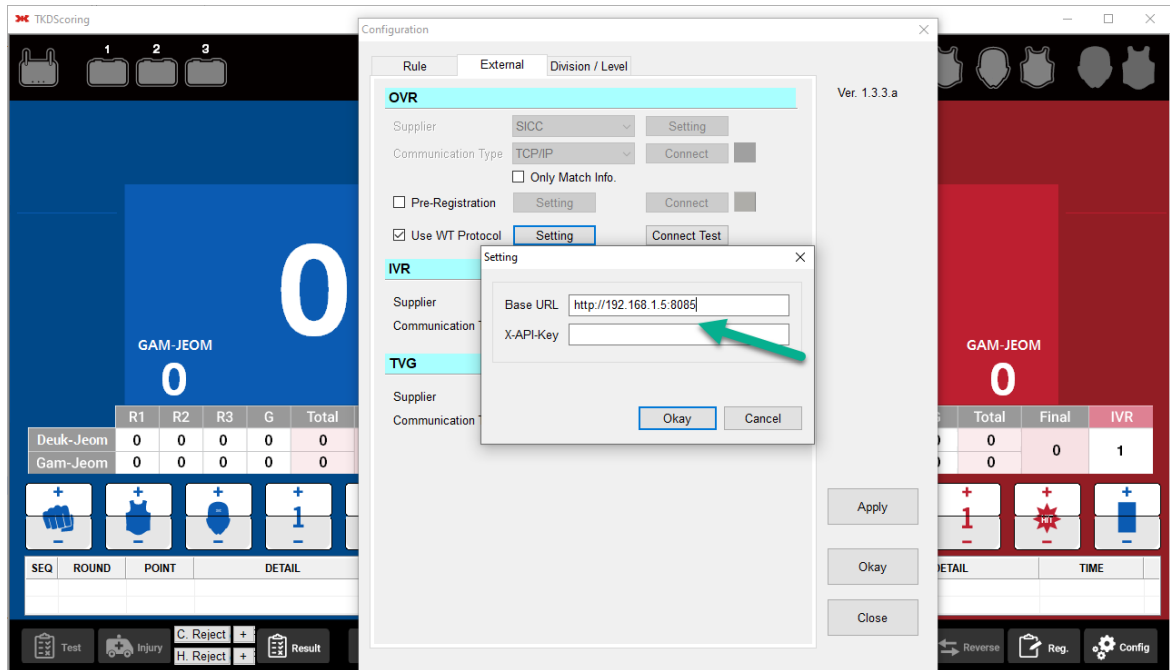 TKDScoring
1 2 3
Configuration
Rule External Division / Level
Ver. 1.3.3.a
OVR
Supplier SICC Setting
Communication Type TCP/IP Connect
Only Match Info.
Pre-Registration Setting Connect
Use WT Protocol Setting Connect Test
IVR
Supplier
Communication
TVG
Supplier
Communication
Setting
Base URL http://192.168.1.5:8085
X-API-Key
Okay Cancel
Apply
Okay
Close
0
GAM-JEOM
0
GAM-JEOM
0
R1 R2 R3 G Total
Deuk-Jeom 0 0 0 0 0
Gam-Jeom 0 0 0 0 0
Total Final IVR
0 0 1
0
+ + + + + + +
1 1 HIT
- - - - - - -
SEQ ROUND POINT DETAIL
DETAIL TIME
Test Injury C. Reject + Result
H. Reject +
Reverse Reg. Config